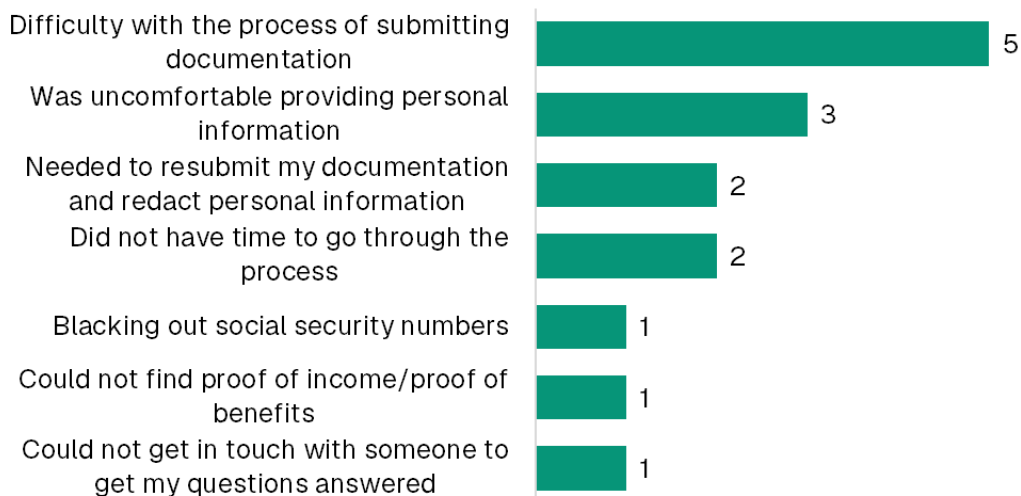 Difficulty with the process of submitting
documentation
5
Was uncomfortable providing personal
information
3
Needed to resubmit my documentation
and redact personal information
2
Did not have time to go through the
process
2
Blacking out social security numbers
1
Could not find proof of income/proof of
benefits
1
Could not get in touch with someone to
get my questions answered
1